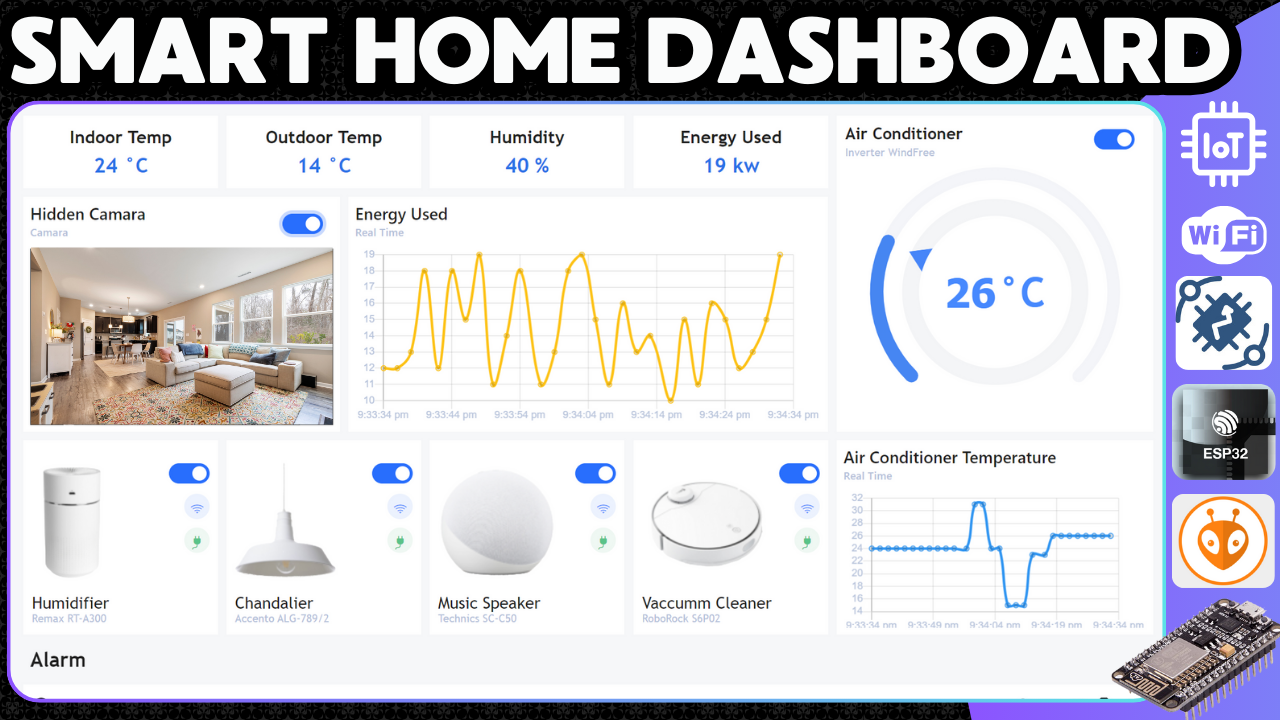 SMART HOME DASHBOARD
Indoor Temp
24 °C
Outdoor Temp
14 °C
Humidity
40 %
Energy Used
19 kw
Air Conditioner
Inverter WindFree
26°C
Hidden Camara
Camara
Energy Used
Real Time
19
18
17
16
15
14
13
12
11
10
9:33:34 pm 9:33:44 pm 9:33:54 pm 9:34:04 pm 9:34:14 pm 9:34:24 pm 9:34:34 pm
Humidifier
Remax RT-A300
Chandalier
Accento ALG-789/2
Music Speaker
Technics SC-C50
Vaccumm Cleaner
RoboRock S6P02
Air Conditioner Temperature
Real Time
32
30
28
26
24
22
20
18
16
14
9:33:34 pm 9:33:49 pm 9:34:04 pm 9:34:19 pm 9:34:34 pm
Alarm
IoT
WiFi
ESP32